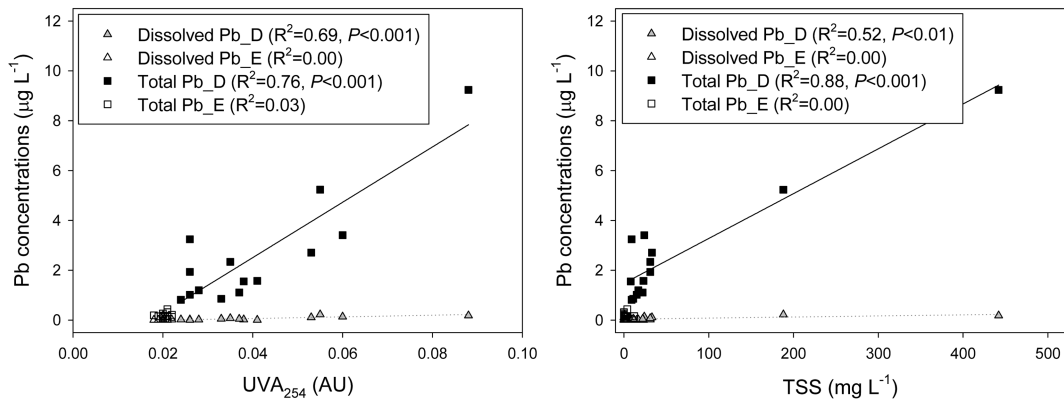 Dissolved Pb_D (R²=0.69, P<0.001)
Dissolved Pb_E (R²=0.00)
Total Pb_D (R²=0.76, P<0.001)
Total Pb_E (R²=0.03)
12
10
8
6
4
2
0
Pb concentrations (μg L⁻¹)
0.00 0.02 0.04 0.06 0.08 0.10
UVA₂₅₄ (AU)
Dissolved Pb_D (R²=0.52, P<0.01)
Dissolved Pb_E (R²=0.00)
Total Pb_D (R²=0.88, P<0.001)
Total Pb_E (R²=0.00)
12
10
8
6
4
2
0
Pb concentrations (μg L⁻¹)
0 100 200 300 400 500
TSS (mg L⁻¹)